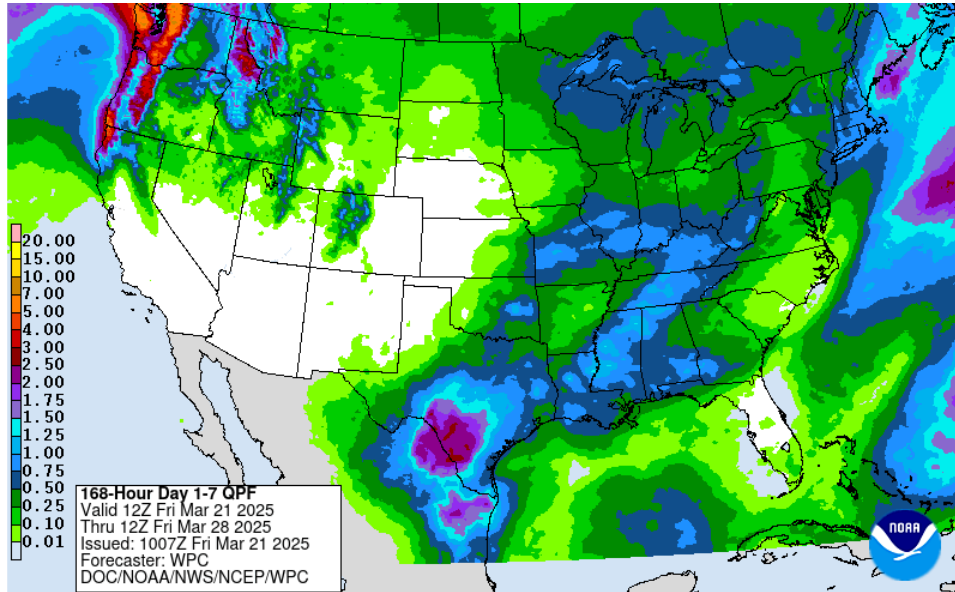 20.00
15.00
10.00
7.00
5.00
4.00
3.00
2.50
2.00
1.75
1.50
1.25
1.00
0.75
0.50
0.25
0.10
0.01
168-Hour Day 1-7 QPF
Valid 12Z Fri Mar 21 2025
Thru 12Z Fri Mar 28 2025
Issued: 1007Z Fri Mar 21 2025
Forecaster: WPC
DOC/NOAA/NWS/NCEP/WPC
NOAA